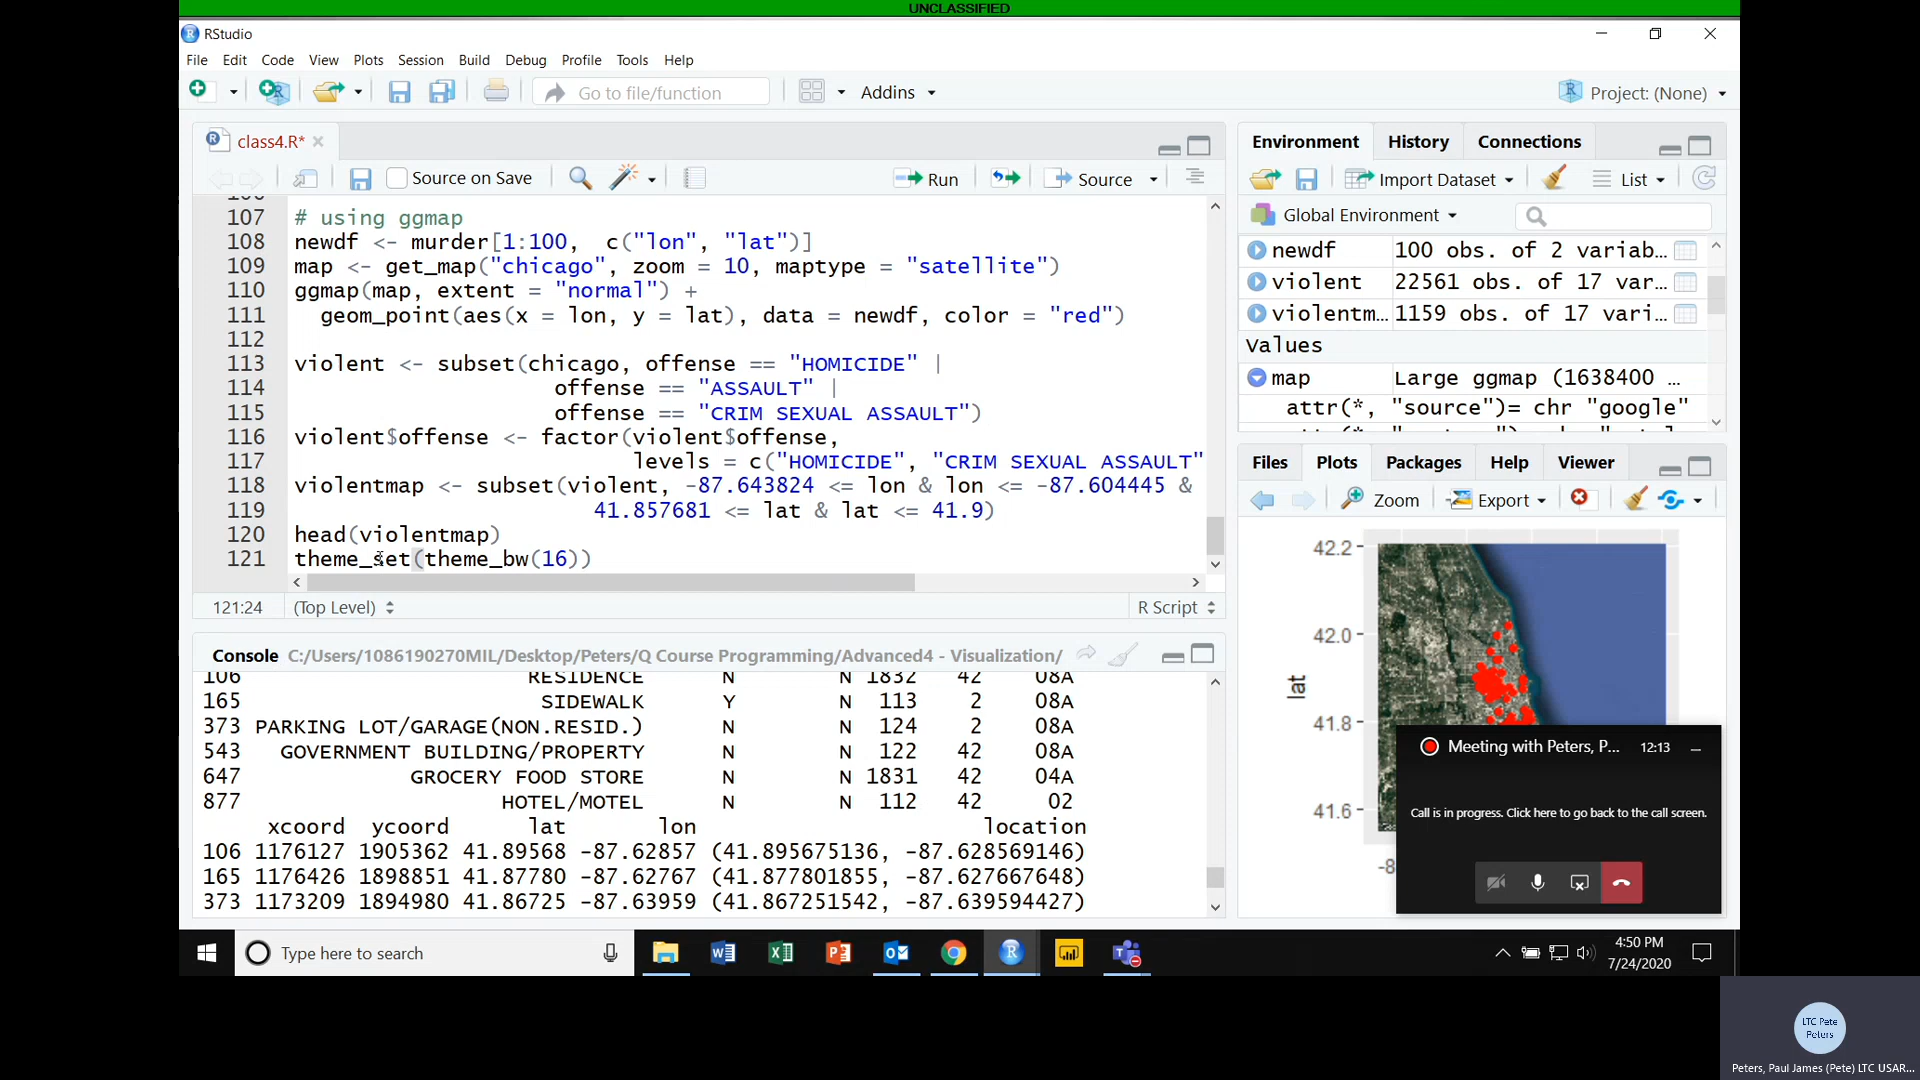 UNCLASSIFIED
RStudio
File Edit Code View Plots Session Build Debug Profile Tools Help
Go to file/function
Addins
Project: (None)
class4.R*
Source on Save
Run
Source
107 # using ggmap
108 newdf <- murder[1:100,  c("lon", "lat")]
109 map <- get_map("chicago", zoom = 10, maptype = "satellite")
110 ggmap(map, extent = "normal") +
111   geom_point(aes(x = lon, y = lat), data = newdf, color = "red")
112
113 violent <- subset(chicago, offense == "HOMICIDE" |
114                     offense == "ASSAULT" |
115                     offense == "CRIM SEXUAL ASSAULT")
116 violent$offense <- factor(violent$offense,
117                           levels = c("HOMICIDE", "CRIM SEXUAL ASSAULT"
118 violentmap <- subset(violent, -87.643824 <= lon & lon <= -87.604445 &
119                        41.857681 <= lat & lat <= 41.9)
120 head(violentmap)
121 theme_set(theme_bw(16))
121:24
(Top Level)
R Script
Console C:/Users/1086190270MIL/Desktop/Peters/Q Course Programming/Advanced4 - Visualization/
106 RESIDENCE N N 1832 42 08A
165 SIDEWALK Y N 113 2 08A
373 PARKING LOT/GARAGE(NON.RESID.) N N 124 2 08A
543 GOVERNMENT BUILDING/PROPERTY N N 122 42 08A
647 GROCERY FOOD STORE N N 1831 42 04A
877 HOTEL/MOTEL N N 112 42 02
xcoord ycoord lat lon location
106 1176127 1905362 41.89568 -87.62857 (41.895675136, -87.628569146)
165 1176426 1898851 41.87780 -87.62767 (41.877801855, -87.627667648)
373 1173209 1894980 41.86725 -87.63959 (41.867251542, -87.639594427)
Environment History Connections
Import Dataset
List
Global Environment
newdf 100 obs. of 2 variab...
violent 22561 obs. of 17 var...
violentm... 1159 obs. of 17 vari...
Values
map Large ggmap (1638400 ...
attr(*, "source")= chr "google"
Files Plots Packages Help Viewer
Zoom
Export
42.2
42.0
lat
41.8
41.6
-8
Meeting with Peters, P... 12:13
Call is in progress. Click here to go back to the call screen.
Type here to search
4:50 PM
7/24/2020
LTC Pete
Peters
Peters, Paul James (Pete) LTC USAR...